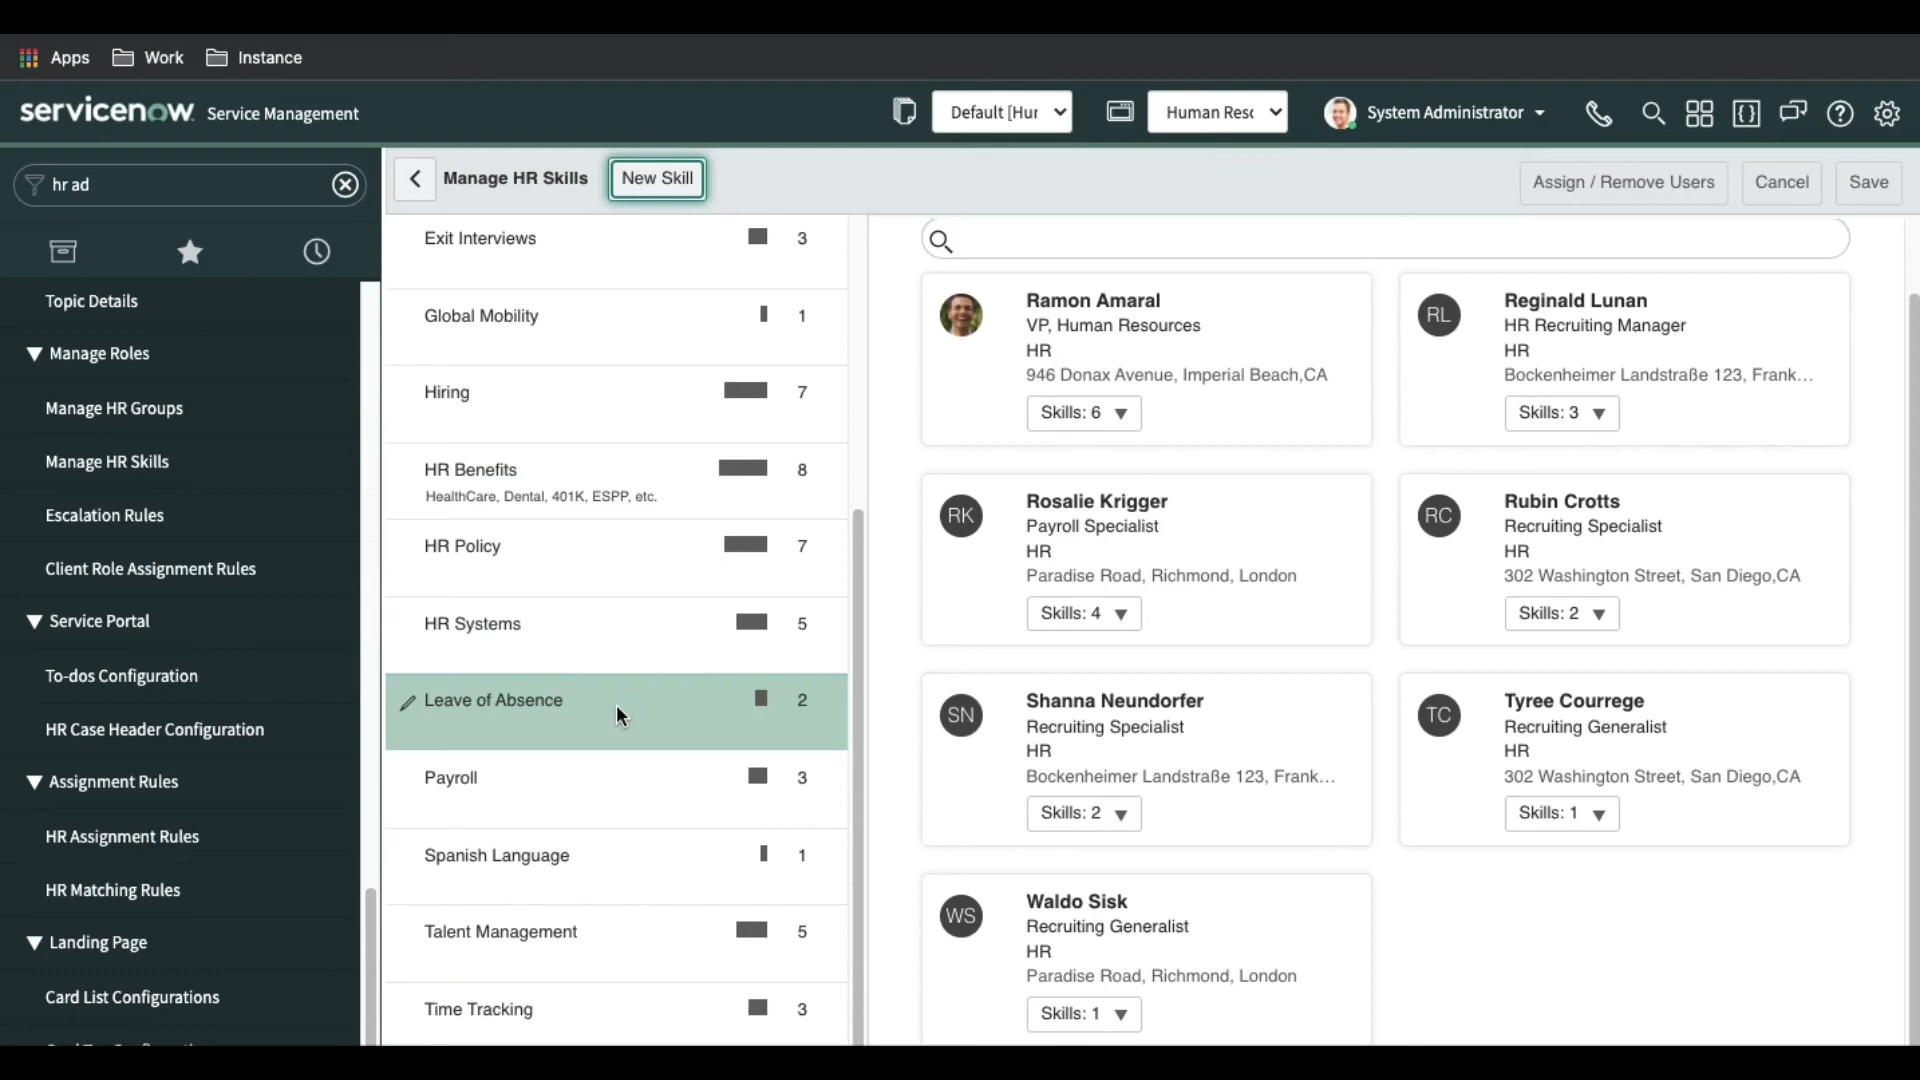 Apps
Work
Instance
servicenow Service Management
Default [Hur
Human Resc
System Administrator
hr ad
Manage HR Skills
New Skill
Assign / Remove Users
Cancel
Save
Topic Details
Manage Roles
Manage HR Groups
Manage HR Skills
Escalation Rules
Client Role Assignment Rules
Service Portal
To-dos Configuration
HR Case Header Configuration
Assignment Rules
HR Assignment Rules
HR Matching Rules
Landing Page
Card List Configurations
Exit Interviews 3
Global Mobility 1
Hiring 7
HR Benefits 8
HealthCare, Dental, 401K, ESPP, etc.
HR Policy 7
HR Systems 5
Leave of Absence 2
Payroll 3
Spanish Language 1
Talent Management 5
Time Tracking 3
Ramon Amaral
VP, Human Resources
HR
946 Donax Avenue, Imperial Beach,CA
Skills: 6
RL
Reginald Lunan
HR Recruiting Manager
HR
Bockenheimer Landstraße 123, Frank...
Skills: 3
RK
Rosalie Krigger
Payroll Specialist
HR
Paradise Road, Richmond, London
Skills: 4
RC
Rubin Crotts
Recruiting Specialist
HR
302 Washington Street, San Diego,CA
Skills: 2
SN
Shanna Neundorfer
Recruiting Specialist
HR
Bockenheimer Landstraße 123, Frank...
Skills: 2
TC
Tyree Courrege
Recruiting Generalist
HR
302 Washington Street, San Diego,CA
Skills: 1
WS
Waldo Sisk
Recruiting Generalist
HR
Paradise Road, Richmond, London
Skills: 1